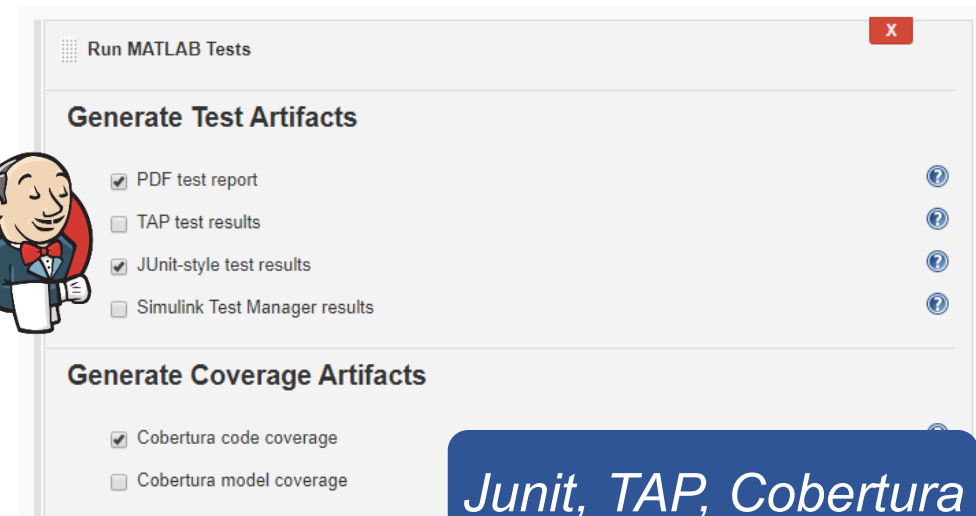 X
Run MATLAB Tests
Generate Test Artifacts
PDF test report
TAP test results
JUnit-style test results
Simulink Test Manager results
Generate Coverage Artifacts
Cobertura code coverage
Cobertura model coverage
Junit, TAP, Cobertura